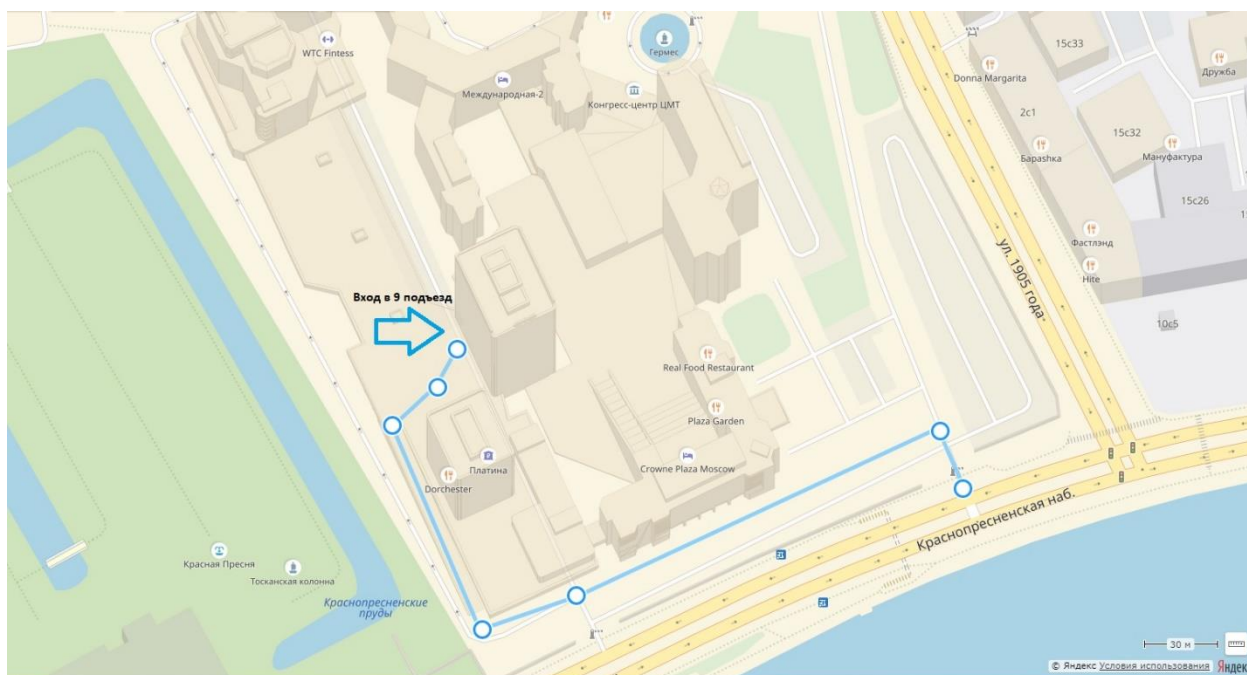 WTC Fintess
Международная-2
Гермес
Конгресс-центр ЦМТ
Donna Margarita
15с33
Дружба
2с1
15с32
Бараshka
Мануфактура
15с26
Фастлэнд
Hite
10с5
ул. 1905 года
Вход в 9 подъезд
Real Food Restaurant
Plaza Garden
Crowne Plaza Moscow
Платина
Dorchester
Красная Пресня
Тосканская колонна
Краснопресненские
пруды
Краснопресненская наб.
30 м
© Яндекс Условия использования Яндек